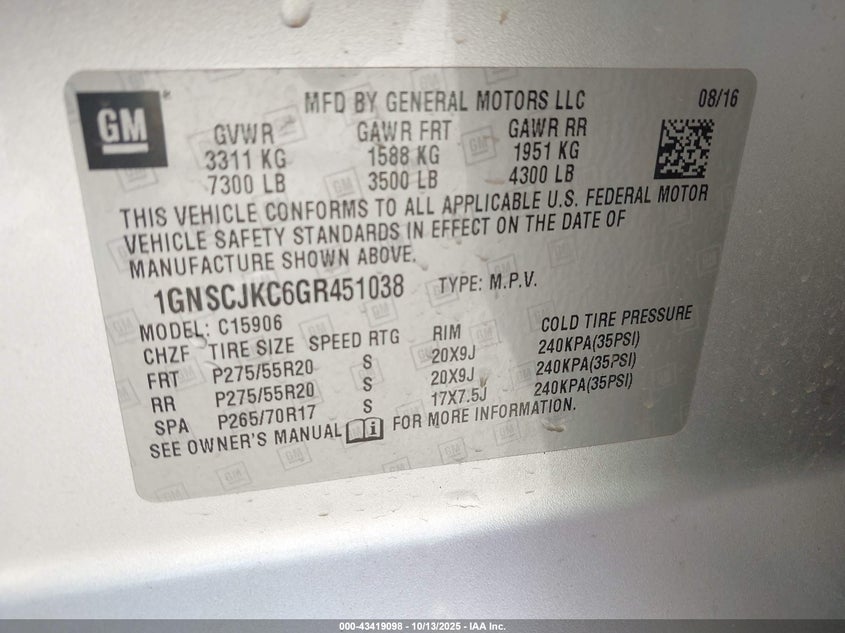 GM
MFD BY GENERAL MOTORS LLC 08/16
GVWR GAWR FRT GAWR RR
3311 KG 1588 KG 1951 KG
7300 LB 3500 LB 4300 LB
THIS VEHICLE CONFORMS TO ALL APPLICABLE U.S. FEDERAL MOTOR
VEHICLE SAFETY STANDARDS IN EFFECT ON THE DATE OF
MANUFACTURE SHOWN ABOVE.
1GNSCJKC6GR451038 TYPE: M.P.V.
MODEL: C15906
CHZF TIRE SIZE SPEED RTG RIM COLD TIRE PRESSURE
FRT P275/55R20 S 20X9J 240KPA(35PSI)
RR P275/55R20 S 20X9J 240KPA(35PSI)
SPA P265/70R17 S 17X7.5J 240KPA(35PSI)
SEE OWNER'S MANUAL FOR MORE INFORMATION.
000-43419098 - 10/13/2025 - IAA Inc.